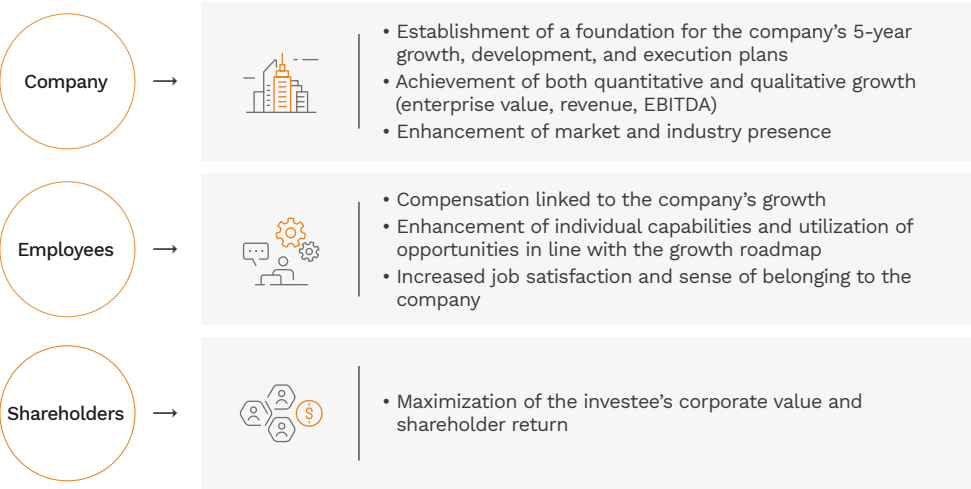 Company
→
• Establishment of a foundation for the company’s 5-year
growth, development, and execution plans
• Achievement of both quantitative and qualitative growth
(enterprise value, revenue, EBITDA)
• Enhancement of market and industry presence
Employees
→
• Compensation linked to the company’s growth
• Enhancement of individual capabilities and utilization of
opportunities in line with the growth roadmap
• Increased job satisfaction and sense of belonging to the
company
Shareholders
→
$
• Maximization of the investee’s corporate value and
shareholder return